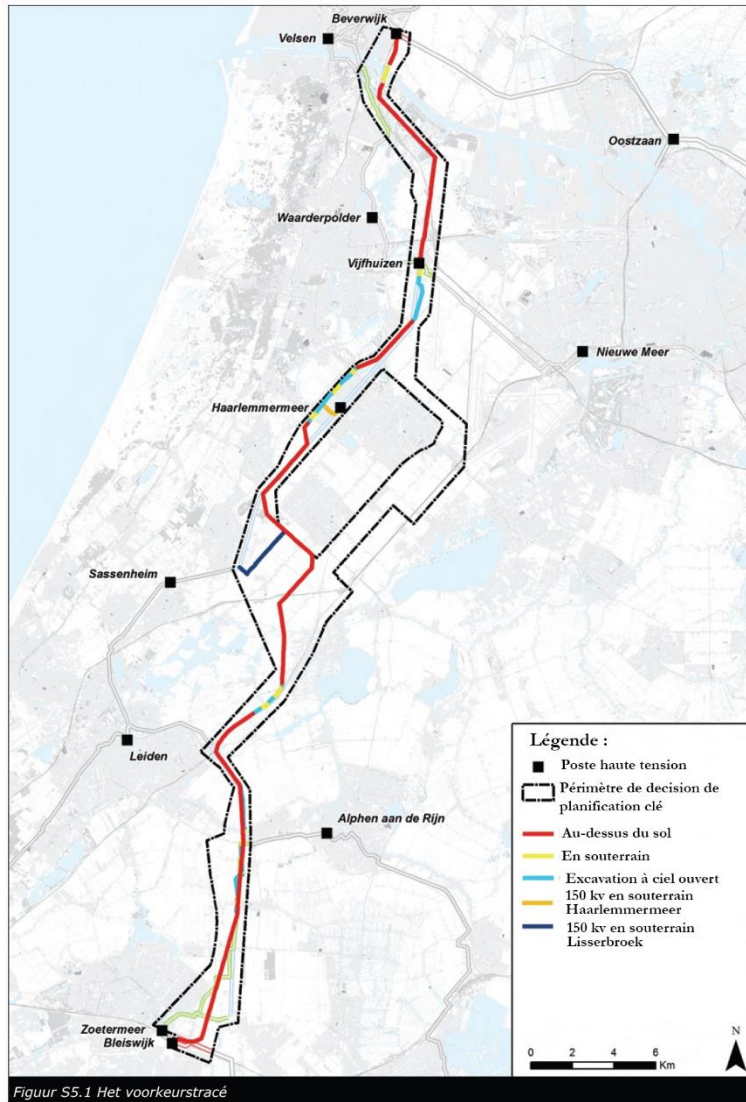 Beverwijk
Velsen
Oostzaan
Waarderpolder
Vijfhuizen
Nieuwe Meer
Haarlemmermeer
Sassenheim
Leiden
Alphen aan de Rijn
Zoetermeer
Bleiswijk
Légende :
Poste haute tension
Périmètre de decision de
planification clé
Au-dessus du sol
En souterrain
Excavation à ciel ouvert
150 kv en souterrain
Haarlemmermeer
150 kv en souterrain
Lisserbroek
N
0 2 4 6
Km
Figuur S5.1 Het voorkeurstracé